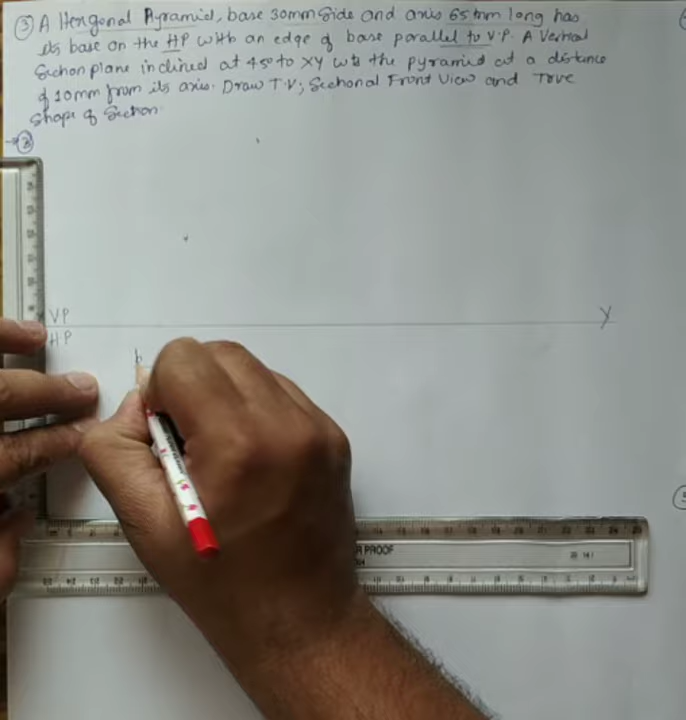 ③ A Hexgonal Pyramid, base 30mm Side and axis 65mm long has
its base on the HP with an edge of base parallel to V.P. A Vertical
Section plane inclined at 45° to XY cuts the pyramid at a distance
of 10mm from its axis. Draw T.V; Sectional Front View and True
Shape of Section.
VP
Y
HP
b
PROOF